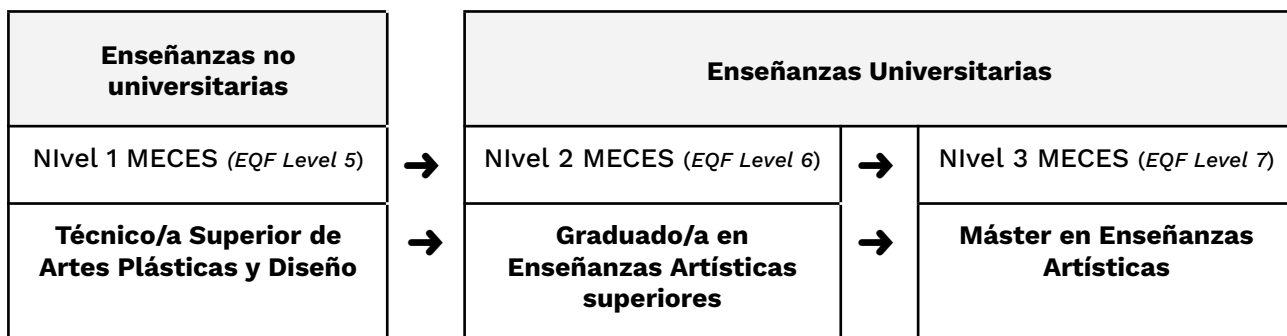 Enseñanzas no
universitarias
Enseñanzas Universitarias
NIvel 1 MECES (EQF Level 5)
➜
NIvel 2 MECES (EQF Level 6)
➜
NIvel 3 MECES (EQF Level 7)
Técnico/a Superior de
Artes Plásticas y Diseño
➜
Graduado/a en
Enseñanzas Artísticas
superiores
➜
Máster en Enseñanzas
Artísticas